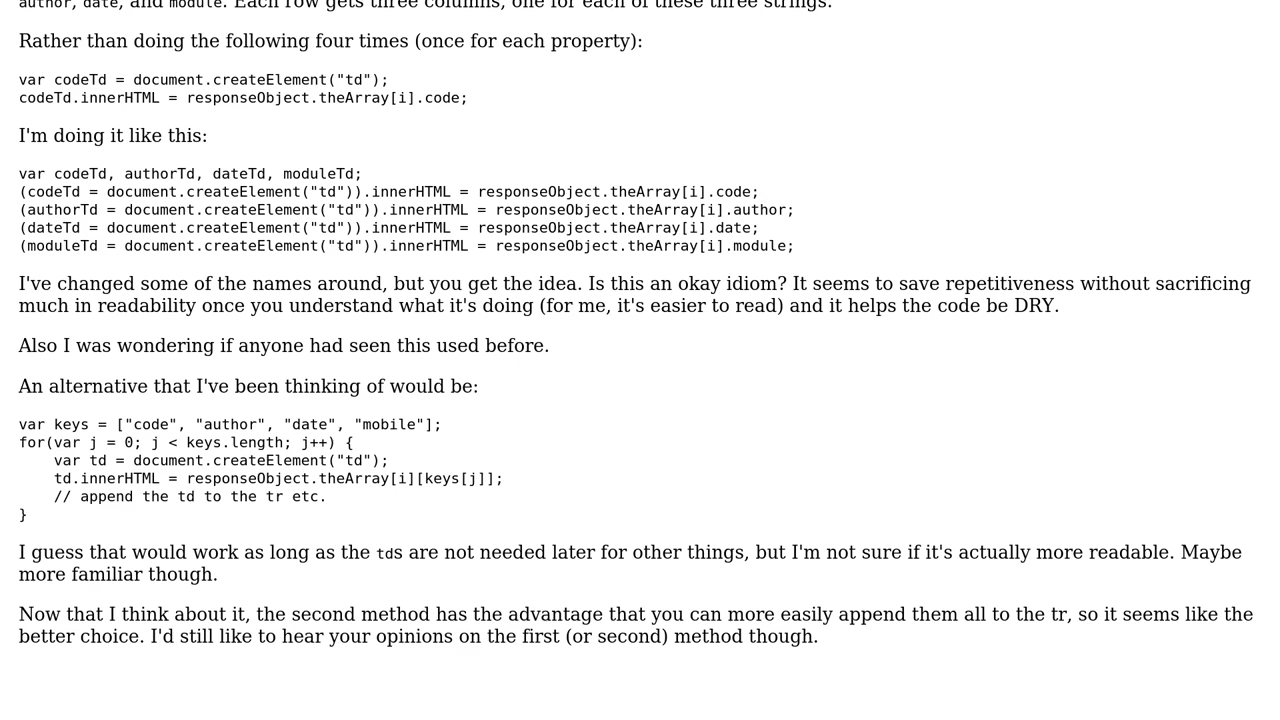 author, date, and module. Each row gets three columns, one for each of these three strings.
Rather than doing the following four times (once for each property):
var codeTd = document.createElement("td");
codeTd.innerHTML = responseObject.theArray[i].code;
I'm doing it like this:
var codeTd, authorTd, dateTd, moduleTd;
(codeTd = document.createElement("td")).innerHTML = responseObject.theArray[i].code;
(authorTd = document.createElement("td")).innerHTML = responseObject.theArray[i].author;
(dateTd = document.createElement("td")).innerHTML = responseObject.theArray[i].date;
(moduleTd = document.createElement("td")).innerHTML = responseObject.theArray[i].module;
I've changed some of the names around, but you get the idea. Is this an okay idiom? It seems to save repetitiveness without sacrificing
much in readability once you understand what it's doing (for me, it's easier to read) and it helps the code be DRY.
Also I was wondering if anyone had seen this used before.
An alternative that I've been thinking of would be:
var keys = ["code", "author", "date", "mobile"];
for(var j = 0; j < keys.length; j++) {
    var td = document.createElement("td");
    td.innerHTML = responseObject.theArray[i][keys[j]];
    // append the td to the tr etc.
}
I guess that would work as long as the tds are not needed later for other things, but I'm not sure if it's actually more readable. Maybe
more familiar though.
Now that I think about it, the second method has the advantage that you can more easily append them all to the tr, so it seems like the
better choice. I'd still like to hear your opinions on the first (or second) method though.